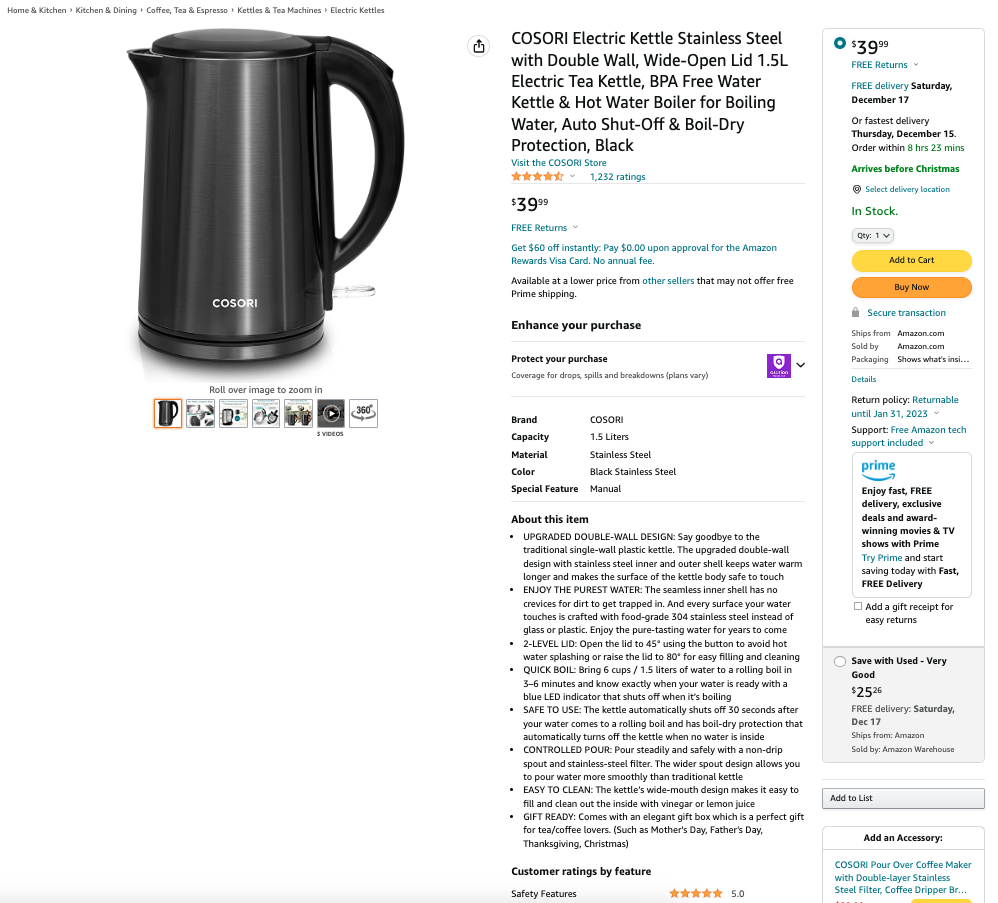 Home & Kitchen › Kitchen & Dining › Coffee, Tea & Espresso › Kettles & Tea Machines › Electric Kettles
COSORI
Roll over image to zoom in
360°
3 VIDEOS
COSORI Electric Kettle Stainless Steel
with Double Wall, Wide-Open Lid 1.5L
Electric Tea Kettle, BPA Free Water
Kettle & Hot Water Boiler for Boiling
Water, Auto Shut-Off & Boil-Dry
Protection, Black
Visit the COSORI Store
1,232 ratings
$39 99
FREE Returns
Get $60 off instantly: Pay $0.00 upon approval for the Amazon
Rewards Visa Card. No annual fee.
Available at a lower price from other sellers that may not offer free
Prime shipping.
Enhance your purchase
Protect your purchase
Coverage for drops, spills and breakdowns (plans vary)
Brand COSORI
Capacity 1.5 Liters
Material Stainless Steel
Color Black Stainless Steel
Special Feature Manual
About this item
• UPGRADED DOUBLE-WALL DESIGN: Say goodbye to the
traditional single-wall plastic kettle. The upgraded double-wall
design with stainless steel inner and outer shell keeps water warm
longer and makes the surface of the kettle body safe to touch
• ENJOY THE PUREST WATER: The seamless inner shell has no
crevices for dirt to get trapped in. And every surface your water
touches is crafted with food-grade 304 stainless steel instead of
glass or plastic. Enjoy the pure-tasting water for years to come
• 2-LEVEL LID: Open the lid to 45° using the button to avoid hot
water splashing or raise the lid to 80° for easy filling and cleaning
• QUICK BOIL: Bring 6 cups / 1.5 liters of water to a rolling boil in
3–6 minutes and know exactly when your water is ready with a
blue LED indicator that shuts off when it's boiling
• SAFE TO USE: The kettle automatically shuts off 30 seconds after
your water comes to a rolling boil and has boil-dry protection that
automatically turns off the kettle when no water is inside
• CONTROLLED POUR: Pour steadily and safely with a non-drip
spout and stainless-steel filter. The wider spout design allows you
to pour water more smoothly than traditional kettle
• EASY TO CLEAN: The kettle's wide-mouth design makes it easy to
fill and clean out the inside with vinegar or lemon juice
• GIFT READY: Comes with an elegant gift box which is a perfect gift
for tea/coffee lovers. (Such as Mother's Day, Father's Day,
Thanksgiving, Christmas)
Customer ratings by feature
Safety Features 5.0
$39 99
FREE Returns
FREE delivery Saturday,
December 17
Or fastest delivery
Thursday, December 15.
Order within 8 hrs 23 mins
Arrives before Christmas
Select delivery location
In Stock.
Qty: 1
Add to Cart
Buy Now
Secure transaction
Ships from Amazon.com
Sold by Amazon.com
Packaging Shows what's insi...
Details
Return policy: Returnable
until Jan 31, 2023
Support: Free Amazon tech
support included
prime
Enjoy fast, FREE
delivery, exclusive
deals and award-
winning movies & TV
shows with Prime
Try Prime and start
saving today with Fast,
FREE Delivery
Add a gift receipt for
easy returns
Save with Used - Very
Good
$25 26
FREE delivery: Saturday,
Dec 17
Ships from: Amazon
Sold by: Amazon Warehouse
Add to List
Add an Accessory:
COSORI Pour Over Coffee Maker
with Double-layer Stainless
Steel Filter, Coffee Dripper Br...